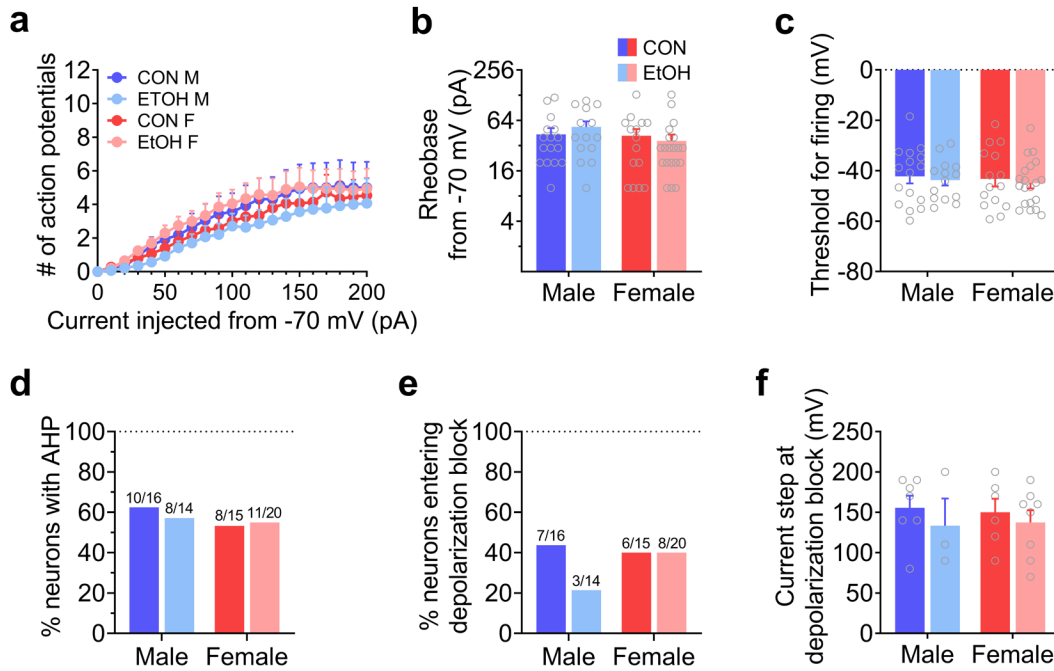 a
# of action potentials
12
10
8
6
4
2
0
CON M
ETOH M
CON F
EtOH F
0 50 100 150 200
Current injected from -70 mV (pA)
b
CON
EtOH
Rheobase
from -70 mV (pA)
256
64
16
4
Male Female
c
Threshold for firing (mV)
0
-20
-40
-60
-80
Male Female
d
% neurons with AHP
100
80
60
40
20
0
10/16
8/14
8/15
11/20
Male Female
e
% neurons entering
depolarization block
100
80
60
40
20
0
7/16
3/14
6/15
8/20
Male Female
f
Current step at
depolarization block (mV)
250
200
150
100
50
0
Male Female